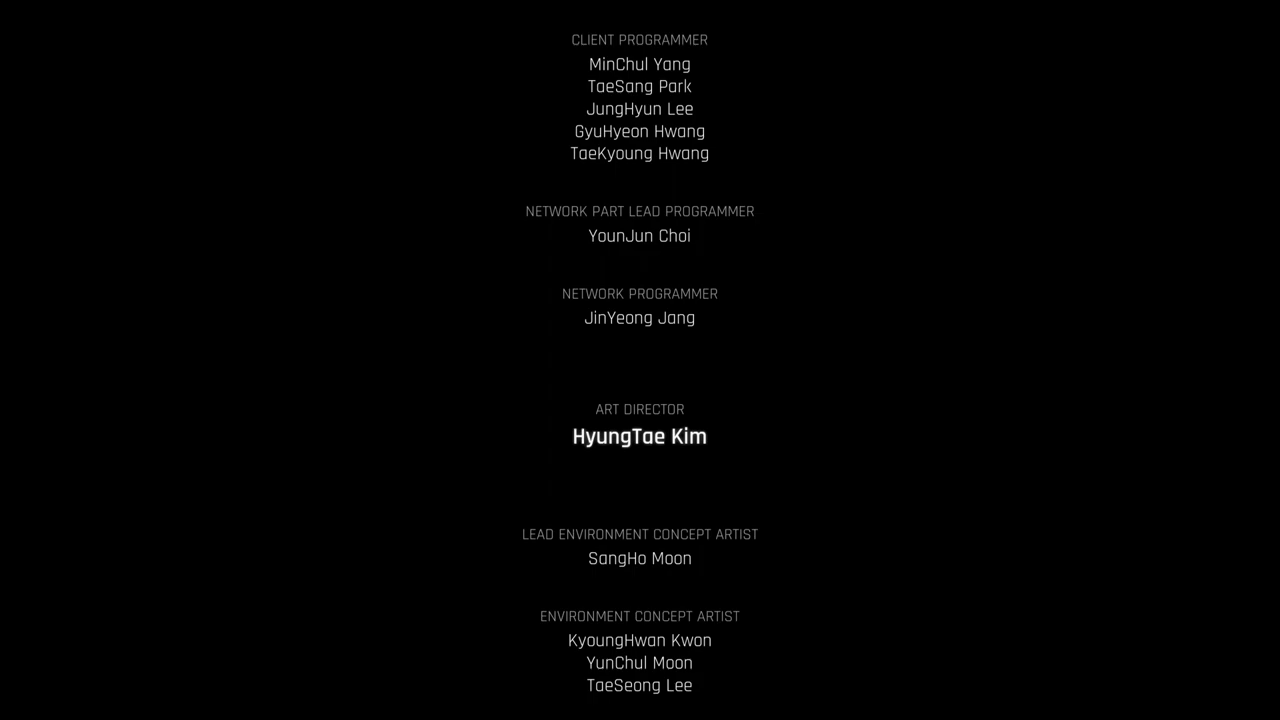 CLIENT PROGRAMMER
MinChul Yang
TaeSang Park
JungHyun Lee
GyuHyeon Hwang
TaeKyoung Hwang
NETWORK PART LEAD PROGRAMMER
YounJun Choi
NETWORK PROGRAMMER
JinYeong Jang
ART DIRECTOR
HyungTae Kim
LEAD ENVIRONMENT CONCEPT ARTIST
SangHo Moon
ENVIRONMENT CONCEPT ARTIST
KyoungHwan Kwon
YunChul Moon
TaeSeong Lee